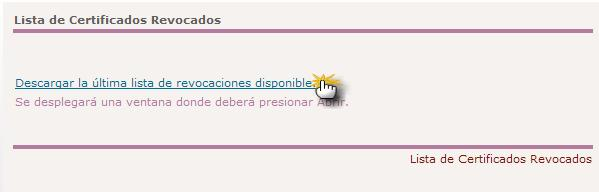 Lista de Certificados Revocados
Descargar la última lista de revocaciones disponible
Se desplegará una ventana donde deberá presionar Abrir.
Lista de Certificados Revocados